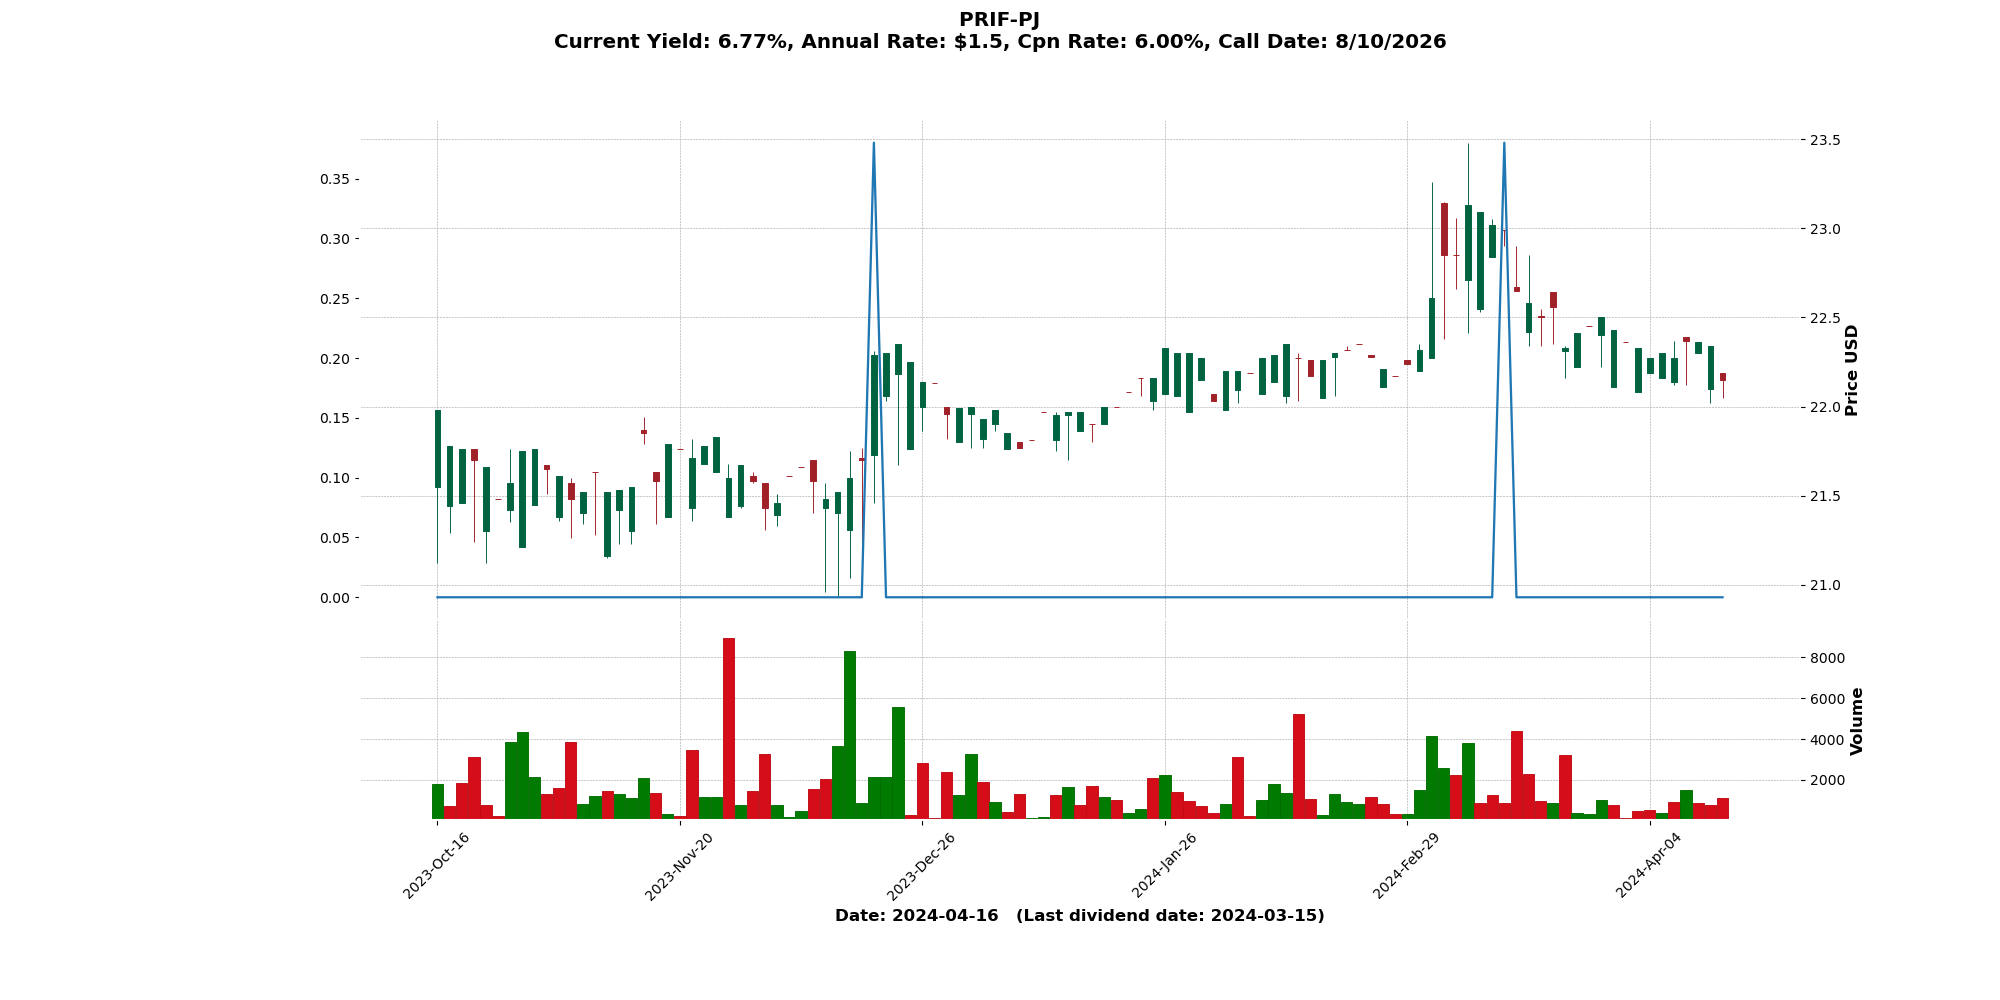 PRIF-PJ
Current Yield: 6.77%, Annual Rate: $1.5, Cpn Rate: 6.00%, Call Date: 8/10/2026
0.35
0.30
0.25
0.20
0.15
0.10
0.05
0.00
23.5
23.0
22.5
22.0
21.5
21.0
Price USD
8000
6000
4000
2000
Volume
2023-Oct-16
2023-Nov-20
2023-Dec-26
2024-Jan-26
2024-Feb-29
2024-Apr-04
Date: 2024-04-16 (Last dividend date: 2024-03-15)